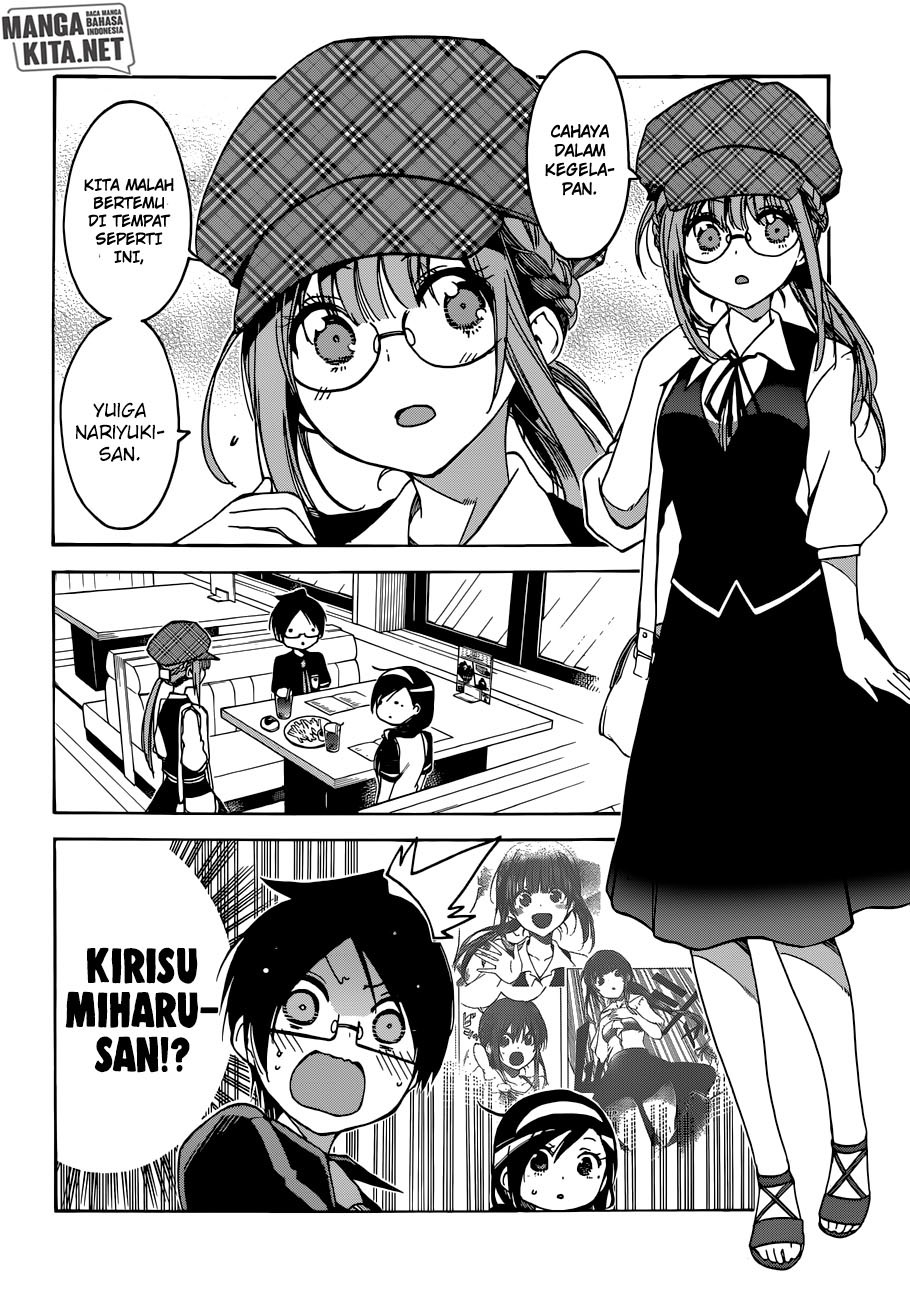 MANGA
KITA.NET
BACA MANGA
BAHASA
INDONESIA
CAHAYA
DALAM
KEGELA-
PAN.
KITA MALAH
BERTEMU
DI TEMPAT
SEPERTI
INI,
YUIGA
NARIYUKI-
SAN.
KIRISU
MIHARU-
SAN!?